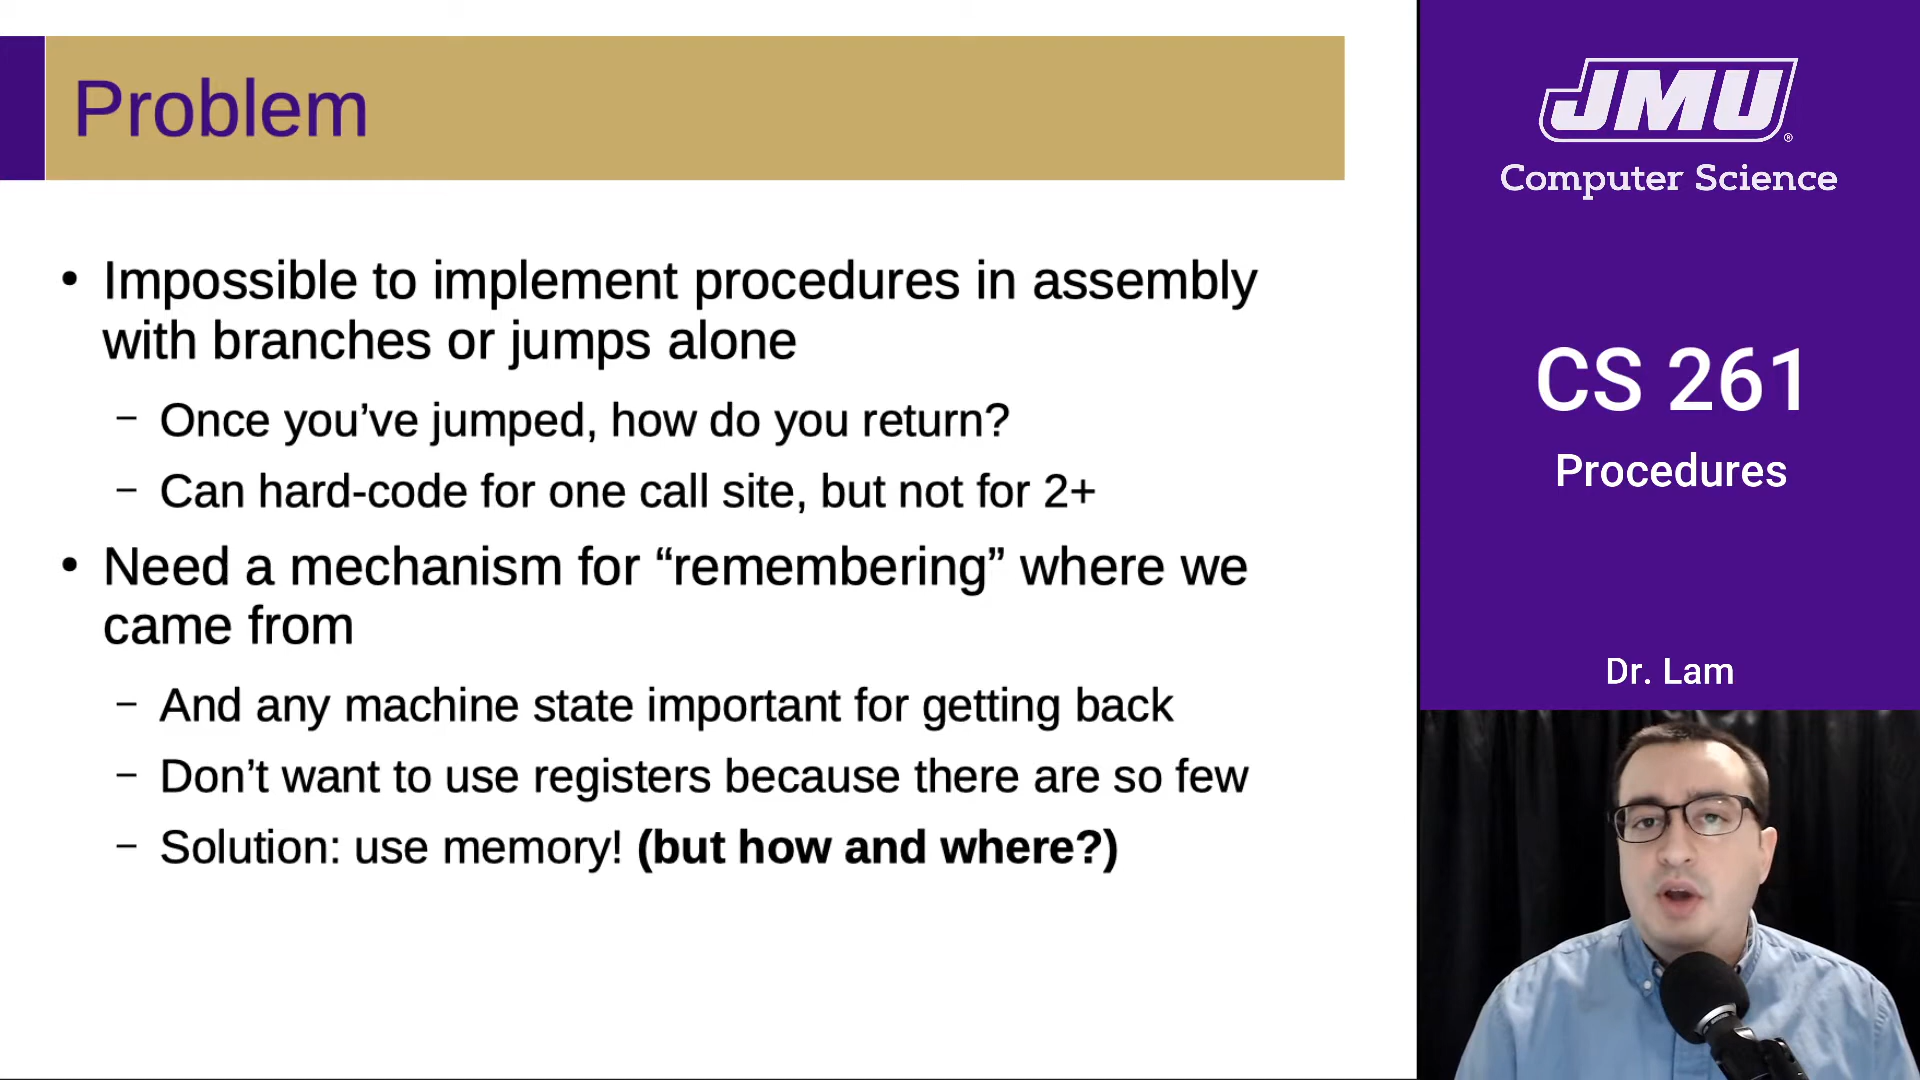 Problem
• Impossible to implement procedures in assembly
with branches or jumps alone
– Once you’ve jumped, how do you return?
– Can hard-code for one call site, but not for 2+
• Need a mechanism for “remembering” where we
came from
– And any machine state important for getting back
– Don’t want to use registers because there are so few
– Solution: use memory! (but how and where?)
JMU®
Computer Science
CS 261
Procedures
Dr. Lam